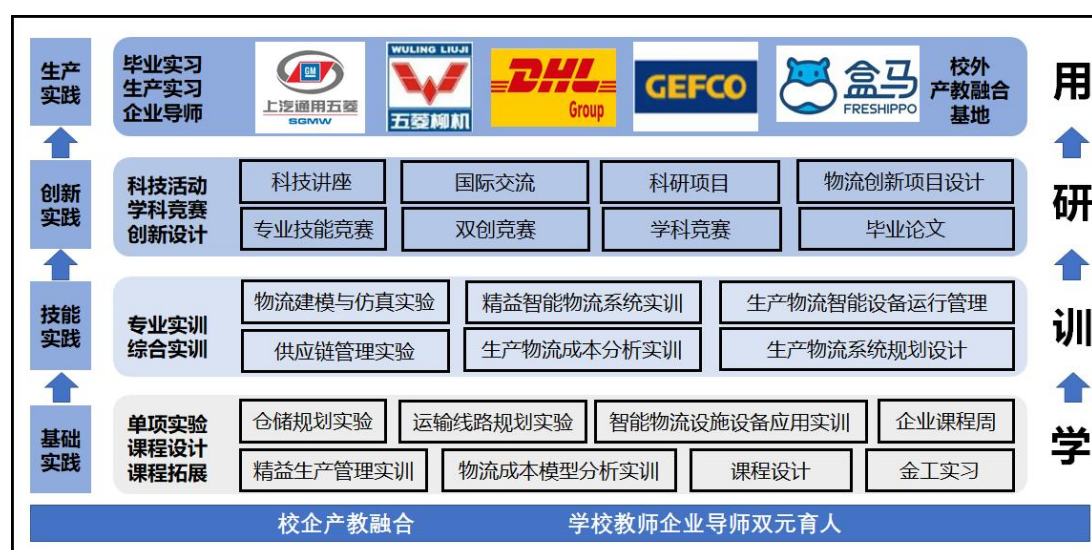 生产
实践
毕业实习
生产实习
企业导师
GM
上汽通用五菱
SGMW
WULING LIUJI
五菱柳机
DHL
Group
GEFCO
盒马
FRESHIPPO
校外
产教融合
基地
用
创新
实践
科技活动
学科竞赛
创新设计
科技讲座
国际交流
科研项目
物流创新项目设计
专业技能竞赛
双创竞赛
学科竞赛
毕业论文
研
技能
实践
专业实训
综合实训
物流建模与仿真实验
精益智能物流系统实训
生产物流智能设备运行管理
供应链管理实验
生产物流成本分析实训
生产物流系统规划设计
训
基础
实践
单项实验
课程设计
课程拓展
仓储规划实验
运输线路规划实验
智能物流设施设备应用实训
企业课程周
精益生产管理实训
物流成本模型分析实训
课程设计
金工实习
学
校企产教融合
学校教师企业导师双元育人